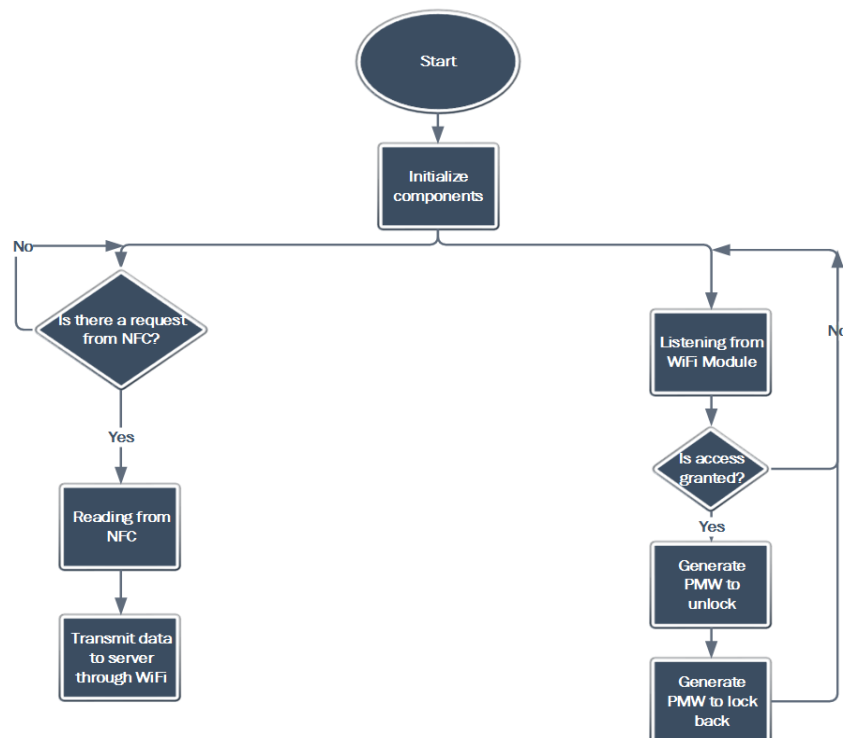 Start
Initialize
components
No
Is there a request
from NFC?
Yes
Reading from
NFC
Transmit data
to server
through WiFi
Listening from
WiFi Module
No
Is access
granted?
Yes
Generate
PMW to
unlock
Generate
PMW to lock
back